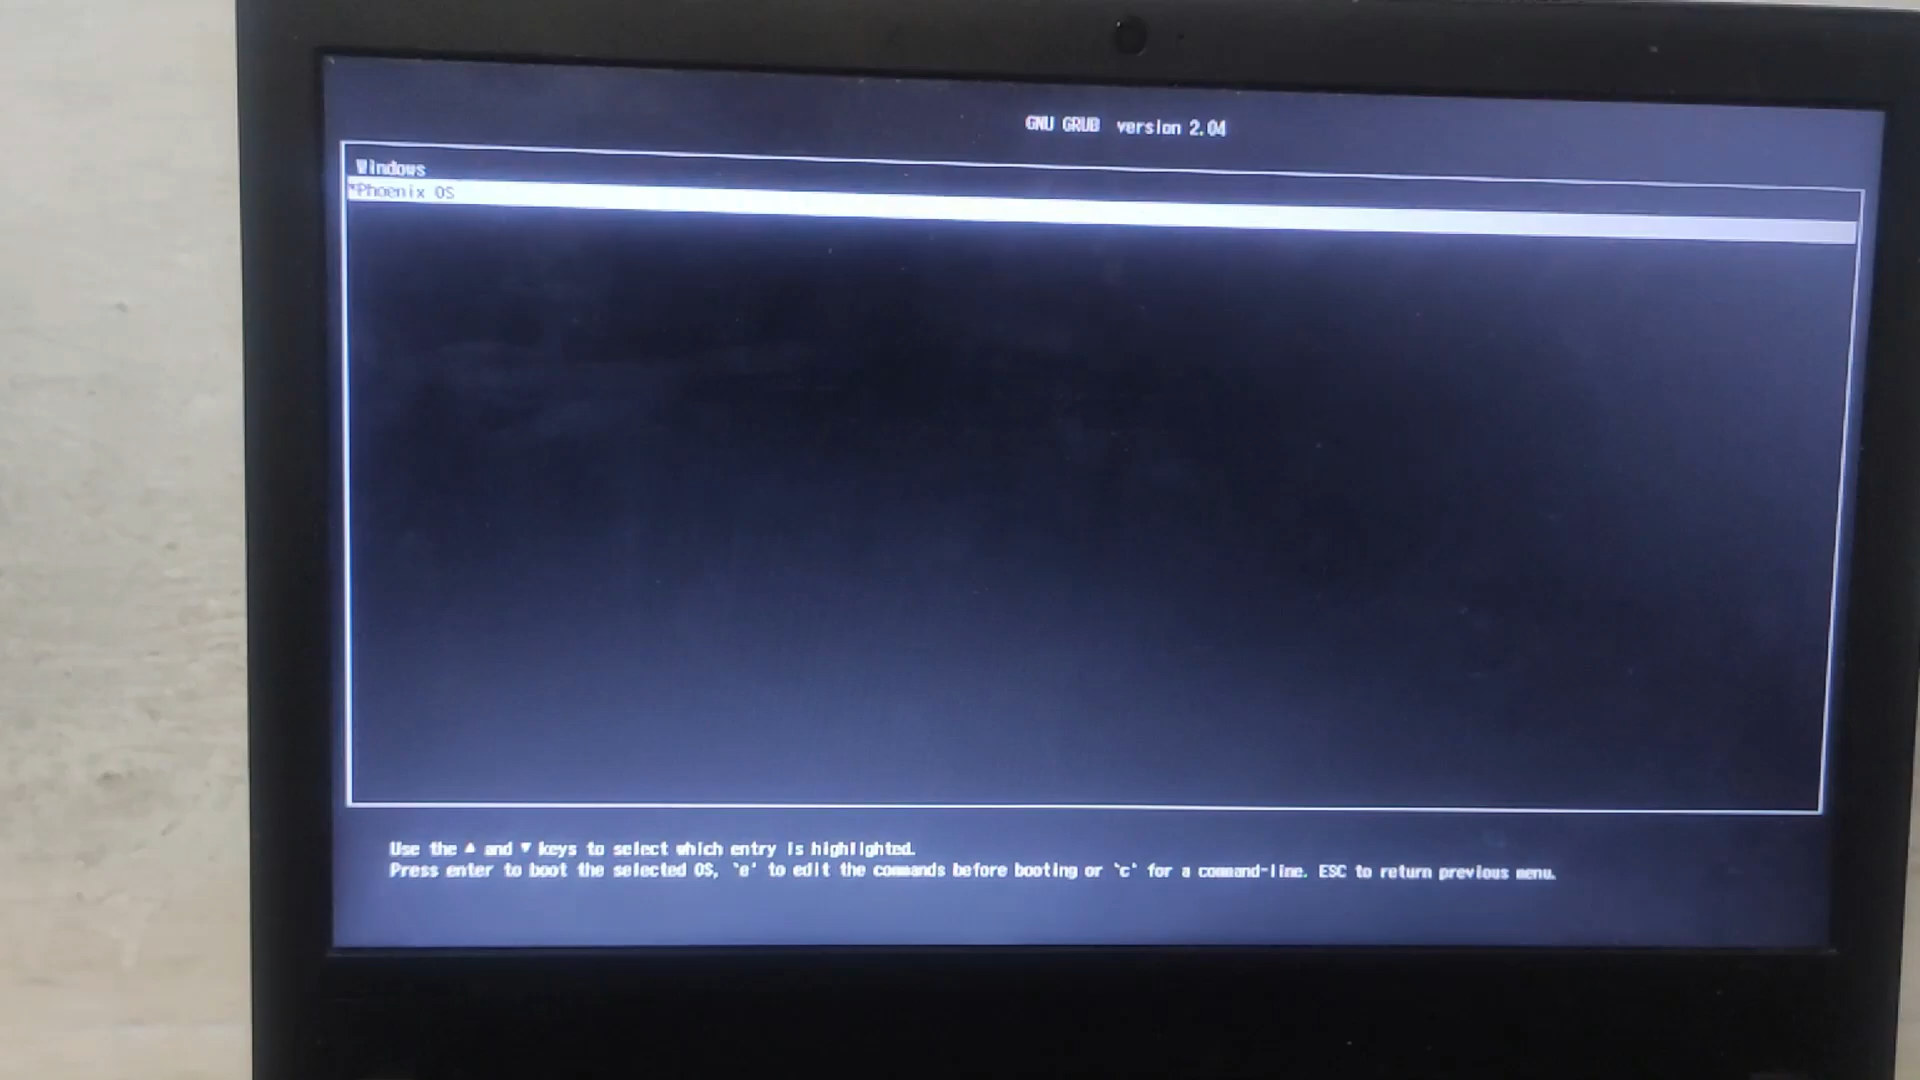 GNU GRUB version 2.04
Windows
*Phoenix OS
Use the ▲ and ▼ keys to select which entry is highlighted.
Press enter to boot the selected OS, `e' to edit the commands before booting or `c' for a command-line. ESC to return previous menu.